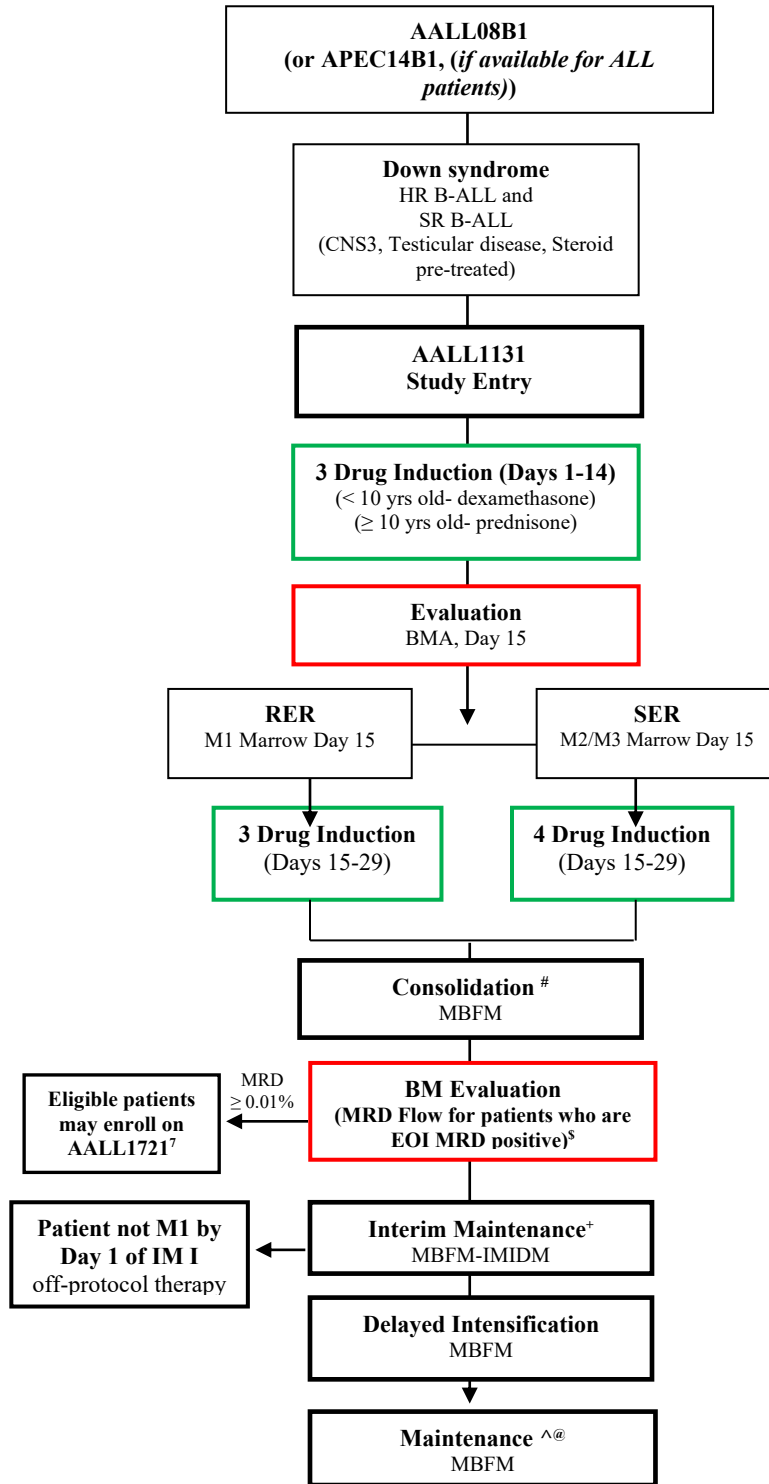 AALL08B1
(or APEC14B1, (if available for ALL
patients))
Down syndrome
HR B-ALL and
SR B-ALL
(CNS3, Testicular disease, Steroid
pre-treated)
AALL1131
Study Entry
3 Drug Induction (Days 1-14)
(< 10 yrs old- dexamethasone)
(≥ 10 yrs old- prednisone)
Evaluation
BMA, Day 15
RER
M1 Marrow Day 15
SER
M2/M3 Marrow Day 15
3 Drug Induction
(Days 15-29)
4 Drug Induction
(Days 15-29)
Consolidation #
MBFM
BM Evaluation
(MRD Flow for patients who are
EOI MRD positive)$
MRD
≥ 0.01%
Eligible patients
may enroll on
AALL1721⁷
Interim Maintenance⁺
MBFM-IMIDM
Patient not M1 by
Day 1 of IM I
off-protocol therapy
Delayed Intensification
MBFM
Maintenance ^@
MBFM